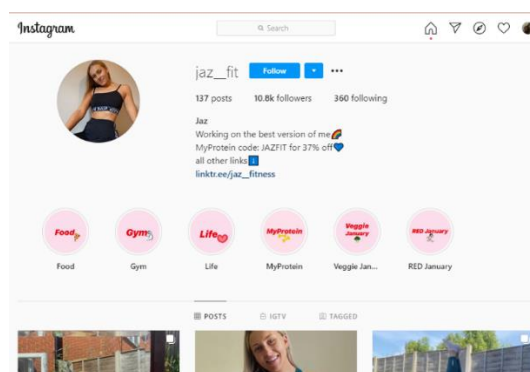 Instagram
Search
jaz__fit Follow
137 posts 10.8k followers 360 following
Jaz
Working on the best version of me🌈
MyProtein code: JAZFIT for 37% off💙
all other links⬇️
linktr.ee/jaz__fitness
Food Gym Life MyProtein Veggie January RED January
Food Gym Life MyProtein Veggie Jan... RED January
POSTS IGTV TAGGED